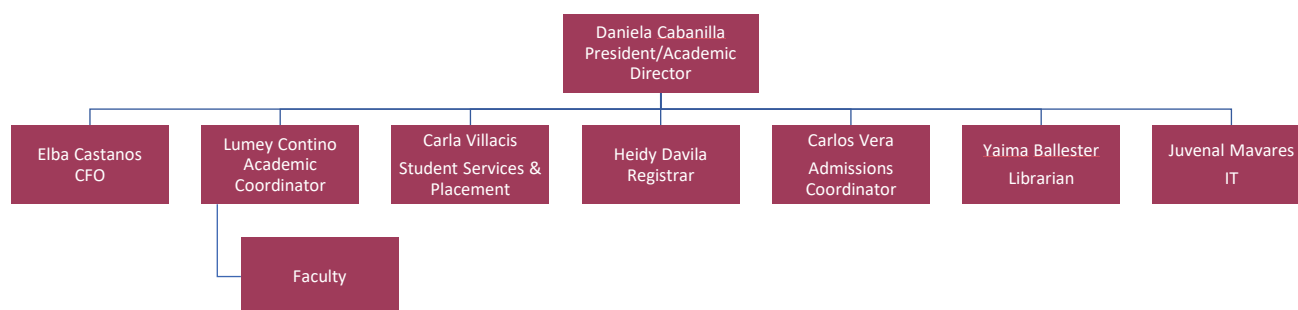 Daniela Cabanilla
President/Academic
Director
Elba Castanos
CFO
Lumey Contino
Academic
Coordinator
Carla Villacis
Student Services &
Placement
Heidy Davila
Registrar
Carlos Vera
Admissions
Coordinator
Yaima Ballester
Librarian
Juvenal Mavares
IT
Faculty